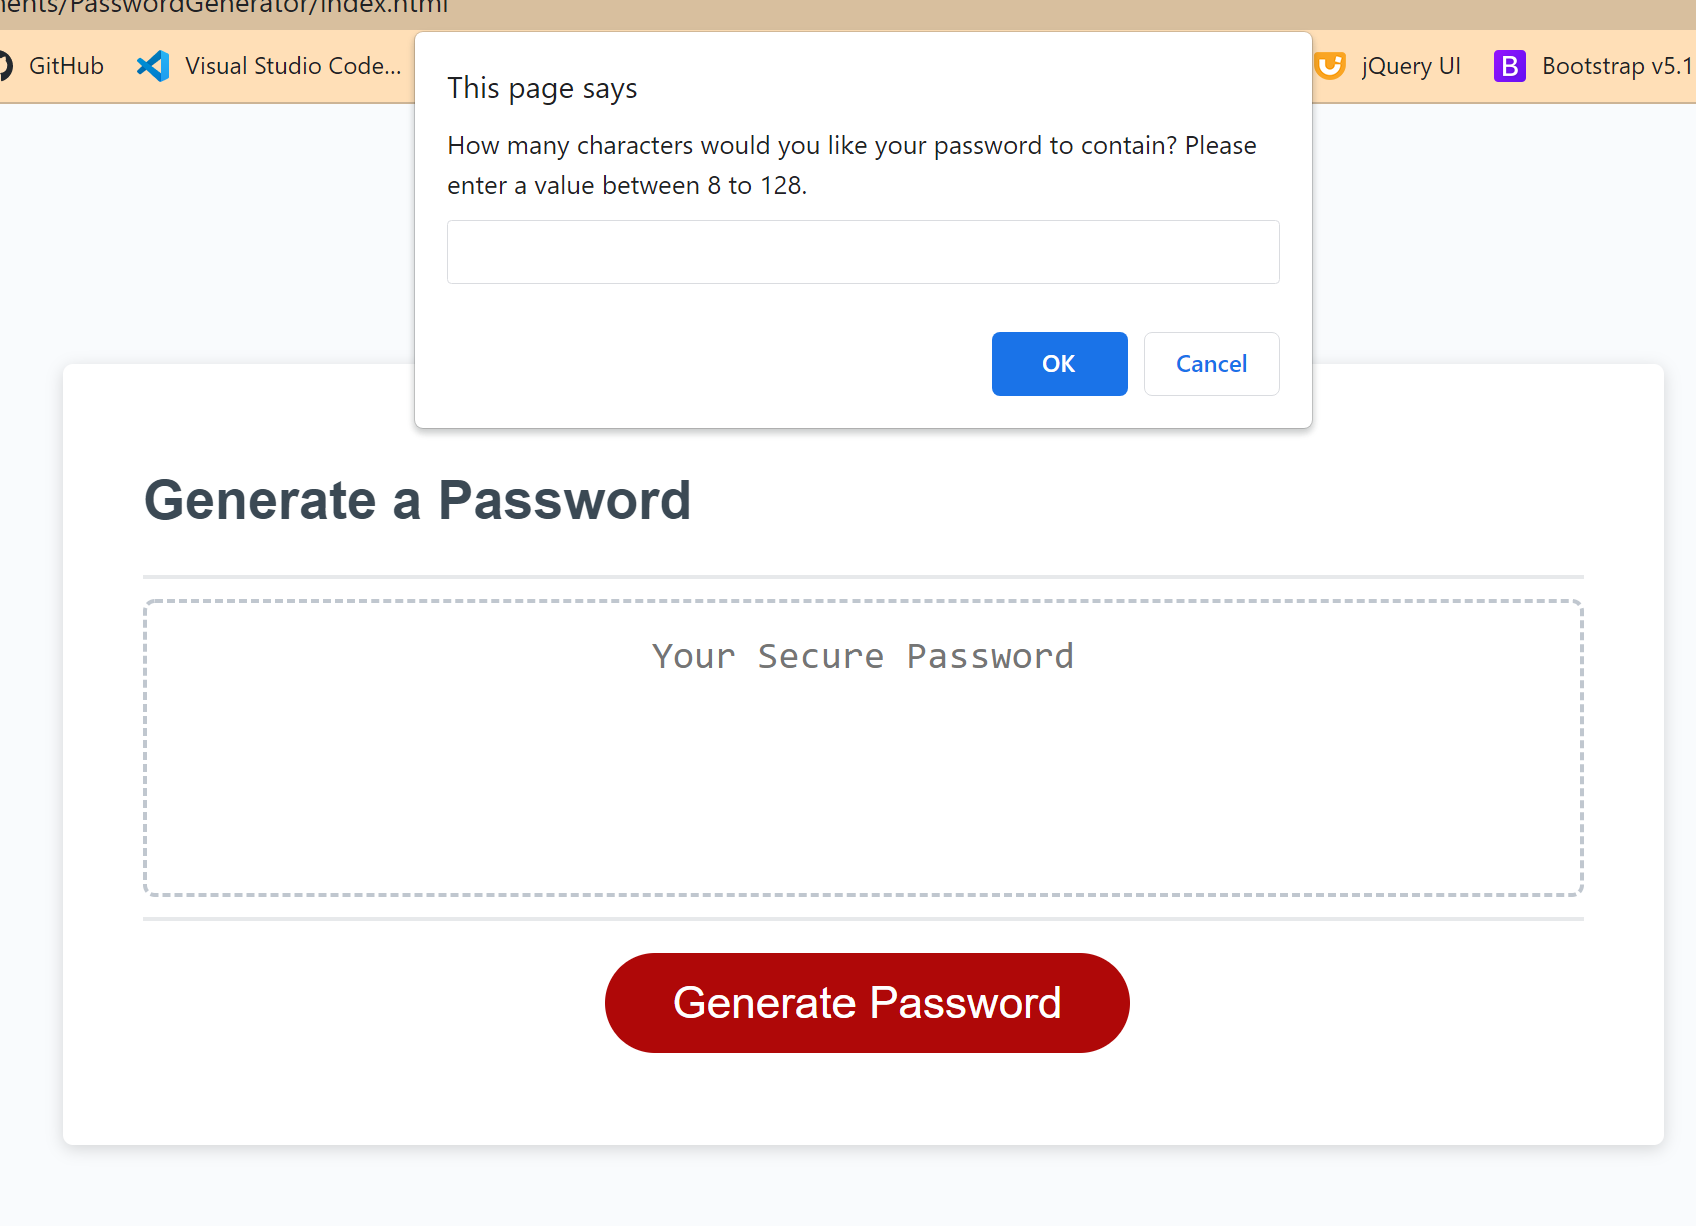 PasswordGenerator/index.html
GitHub
Visual Studio Code...
jQuery UI
B
Bootstrap v5.1
This page says
How many characters would you like your password to contain? Please
enter a value between 8 to 128.
OK
Cancel
Generate a Password
Your Secure Password
Generate Password